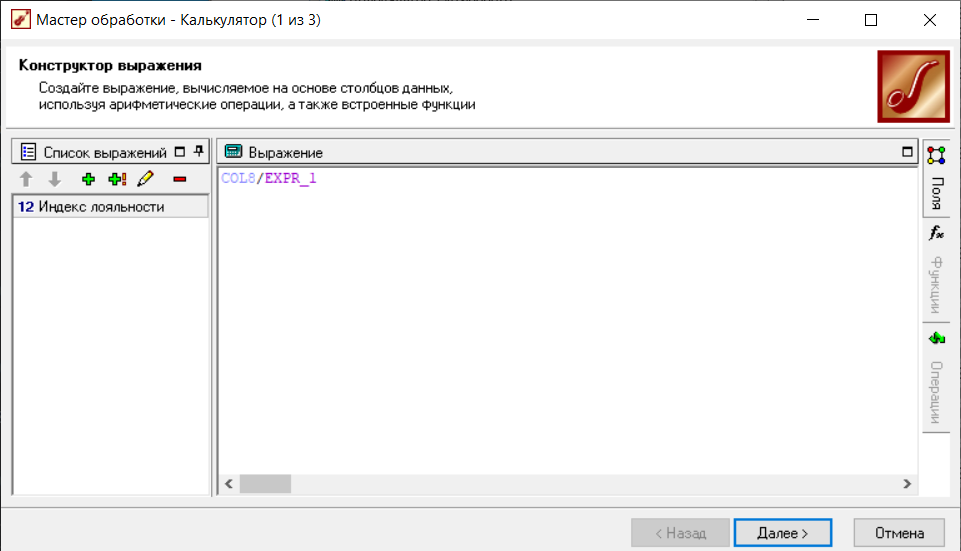 Мастер обработки - Калькулятор (1 из 3)
Конструктор выражения
Создайте выражение, вычисляемое на основе столбцов данных,
используя арифметические операции, а также встроенные функции
Список выражений
Выражение
COL8/EXPR_1
12 Индекс лояльности
Поля
fx
Функции
Операции
< Назад
Далее >
Отмена